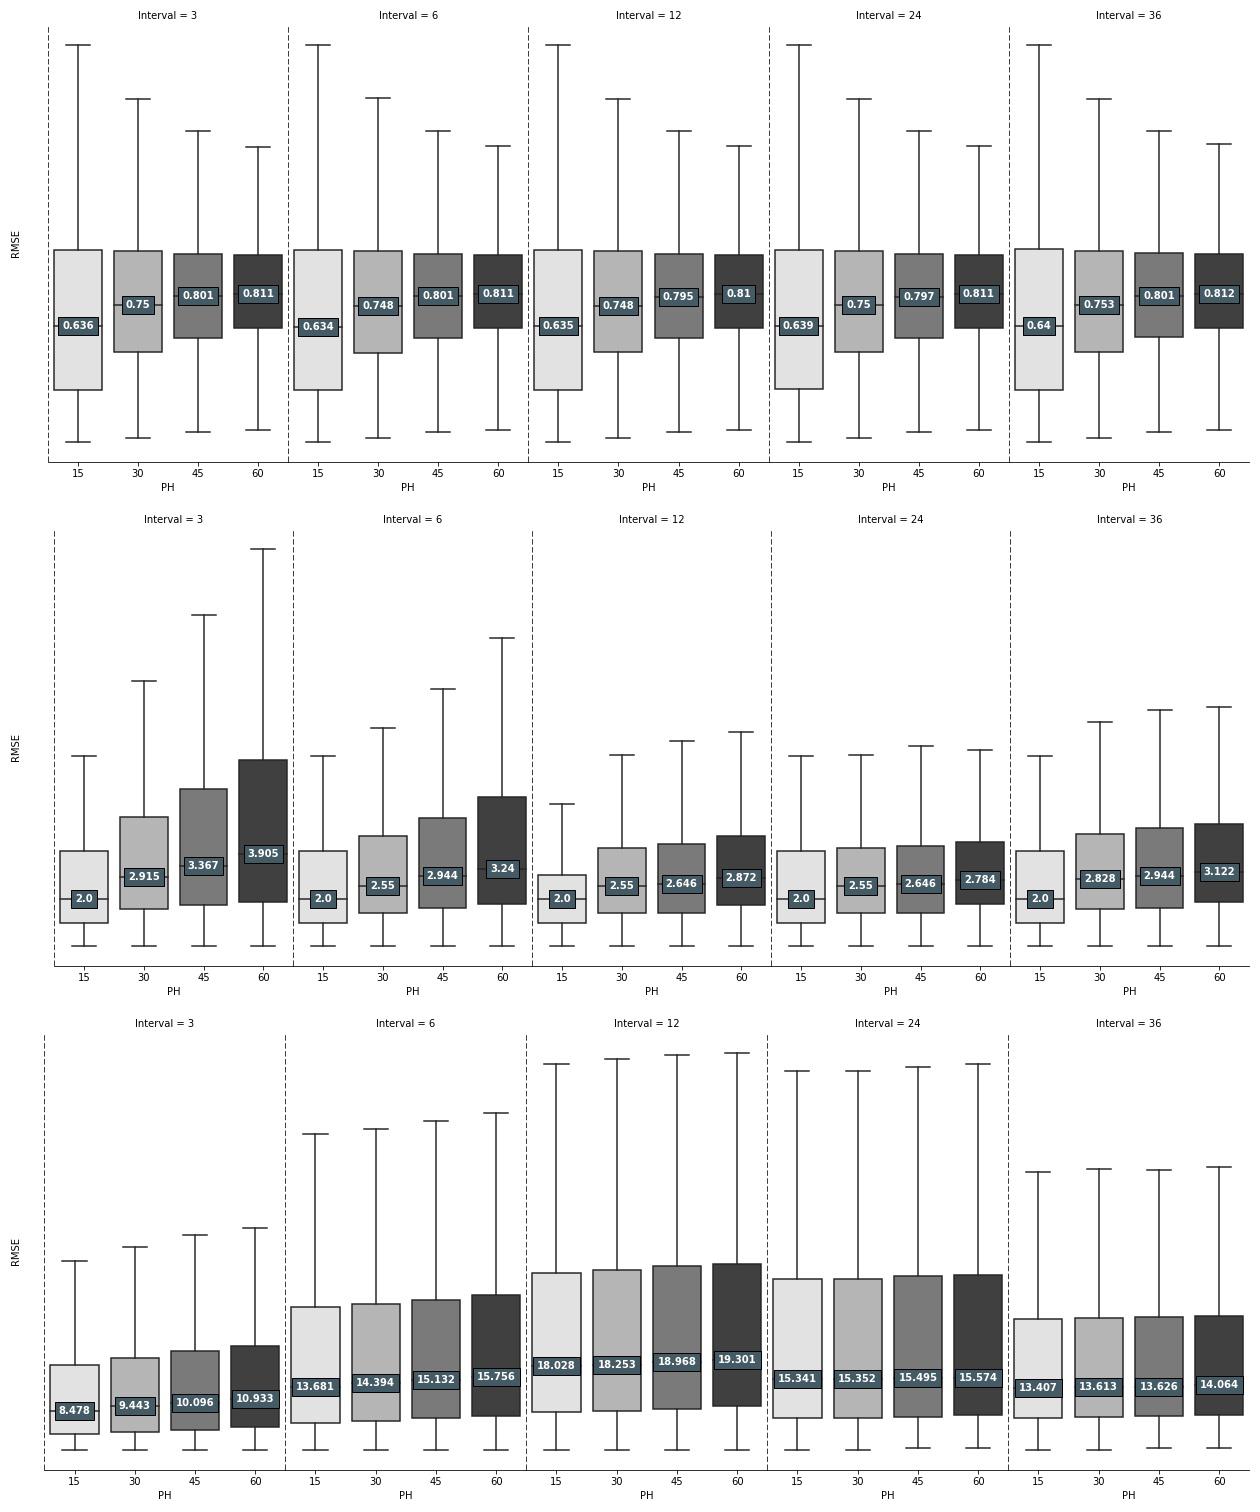 Interval = 3 Interval = 6 Interval = 12 Interval = 24 Interval = 36
RMSE
0.636 0.75 0.801 0.811 0.634 0.748 0.801 0.811 0.635 0.748 0.795 0.81 0.639 0.75 0.797 0.811 0.64 0.753 0.801 0.812
15 30 45 60 15 30 45 60 15 30 45 60 15 30 45 60 15 30 45 60
PH PH PH PH PH
Interval = 3 Interval = 6 Interval = 12 Interval = 24 Interval = 36
RMSE
2.0 2.915 3.367 3.905 2.0 2.55 2.944 3.24 2.0 2.55 2.646 2.872 2.0 2.55 2.646 2.784 2.0 2.828 2.944 3.122
15 30 45 60 15 30 45 60 15 30 45 60 15 30 45 60 15 30 45 60
PH PH PH PH PH
Interval = 3 Interval = 6 Interval = 12 Interval = 24 Interval = 36
RMSE
8.478 9.443 10.096 10.933 13.681 14.394 15.132 15.756 18.028 18.253 18.968 19.301 15.341 15.352 15.495 15.574 13.407 13.613 13.626 14.064
15 30 45 60 15 30 45 60 15 30 45 60 15 30 45 60 15 30 45 60
PH PH PH PH PH